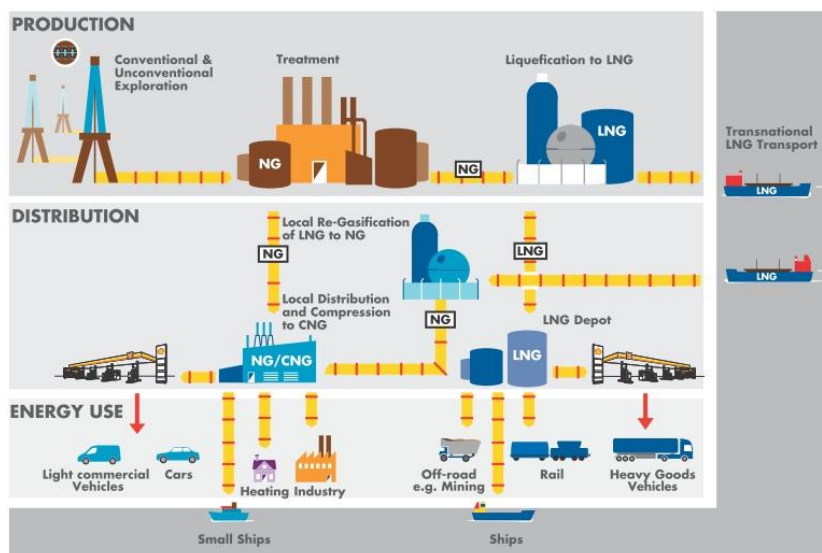 PRODUCTION
Conventional &
Unconventional
Exploration
Treatment
Liquefication to LNG
NG
NG
LNG
Transnational
LNG Transport
LNG
LNG
DISTRIBUTION
Local Re-Gasification
of LNG to NG
NG
LNG
Local Distribution
and Compression
to CNG
NG
LNG Depot
NG/CNG
LNG
ENERGY USE
Light commercial
Vehicles
Cars
Heating
Industry
Off-road
e.g. Mining
Rail
Heavy Goods
Vehicles
Small Ships
Ships